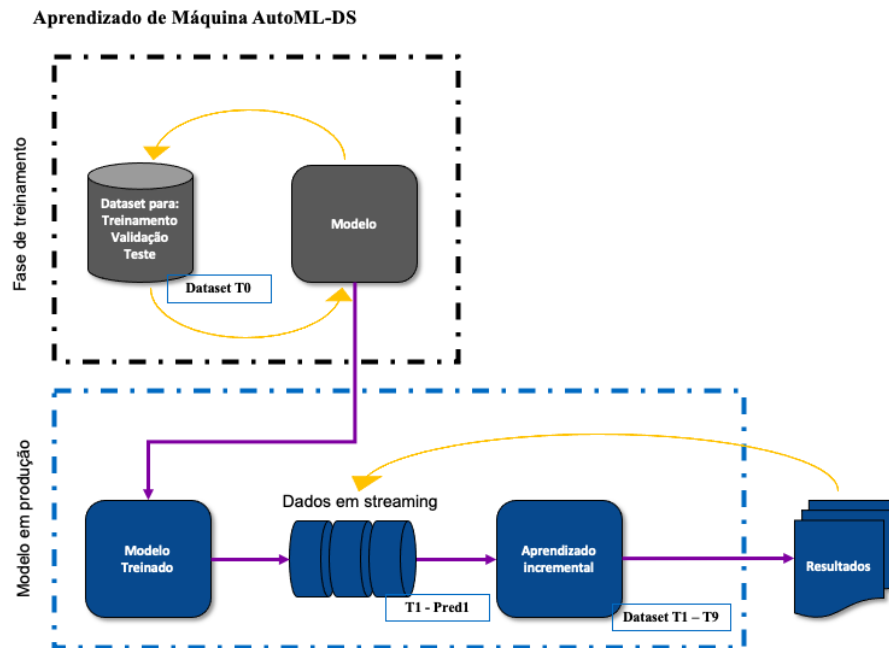 Aprendizado de Máquina AutoML-DS
Fase de treinamento
Dataset para:
Treinamento
Validação
Teste
Dataset T0
Modelo
Modelo em produção
Modelo
Treinado
Dados em streaming
T1 - Pred1
Aprendizado
incremental
Dataset T1 – T9
Resultados